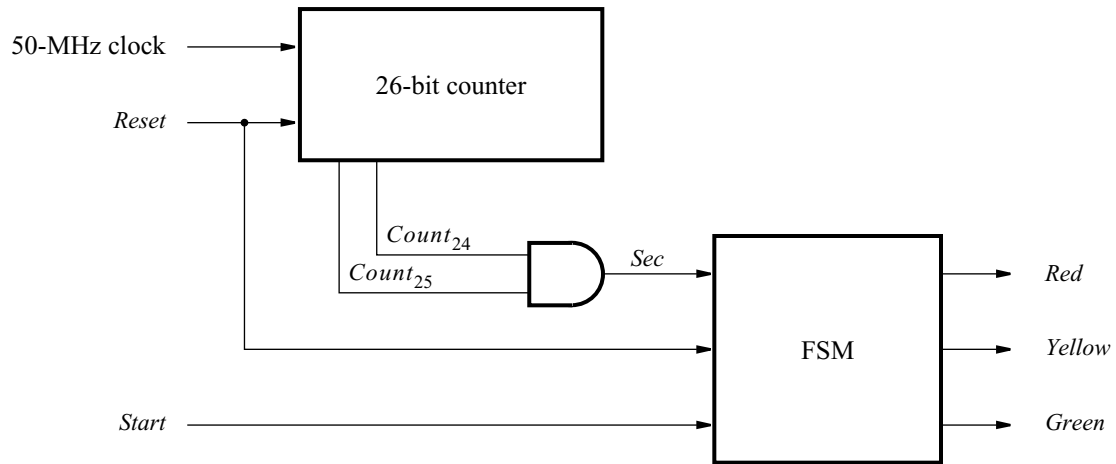 50-MHz clock
26-bit counter
Reset
Count24
Count25
Sec
Red
FSM
Yellow
Start
Green